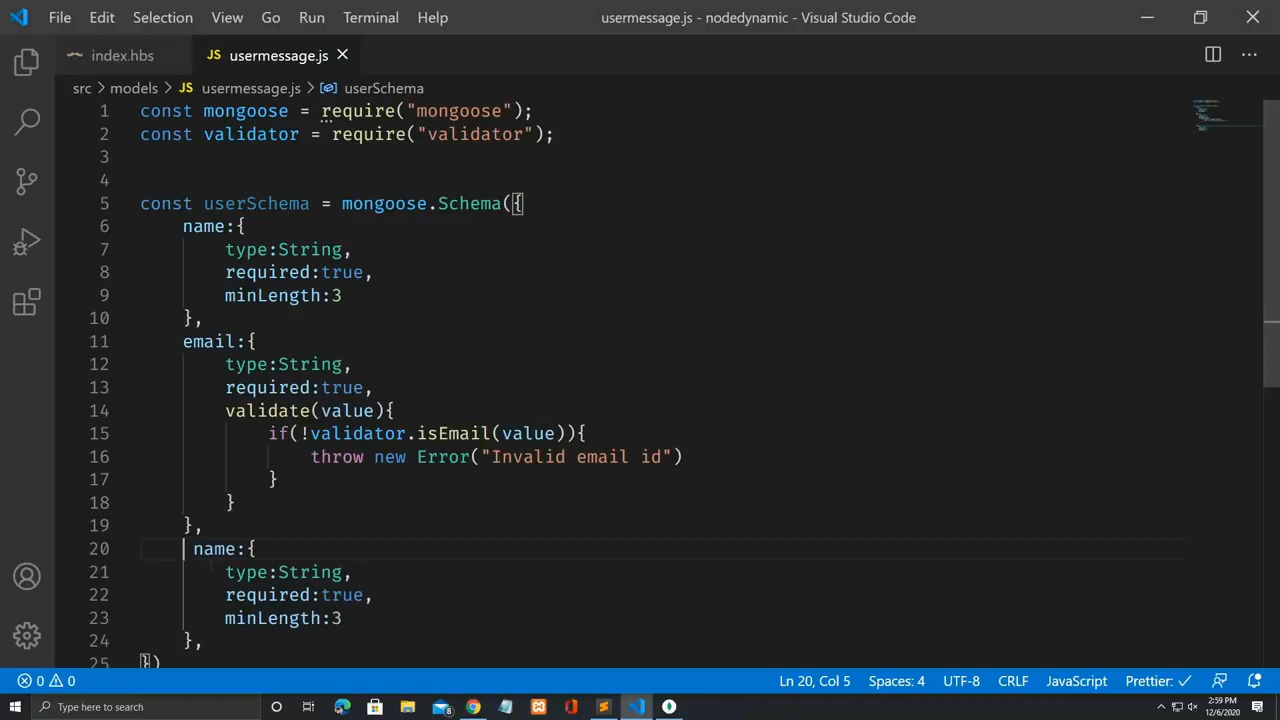 File Edit Selection View Go Run Terminal Help usermessage.js - nodedynamic - Visual Studio Code
index.hbs JS usermessage.js
src > models > JS usermessage.js > userSchema
1 const mongoose = require("mongoose");
2 const validator = require("validator");
3
4
5 const userSchema = mongoose.Schema({
6 name:{
7 type:String,
8 required:true,
9 minLength:3
10 },
11 email:{
12 type:String,
13 required:true,
14 validate(value){
15 if(!validator.isEmail(value)){
16 throw new Error("Invalid email id")
17 }
18 }
19 },
20 name:{
21 type:String,
22 required:true,
23 minLength:3
24 },
25 })
0 0 Ln 20, Col 5 Spaces: 4 UTF-8 CRLF JavaScript Prettier: ✓
Type here to search 8 2:59 PM
12/6/2020